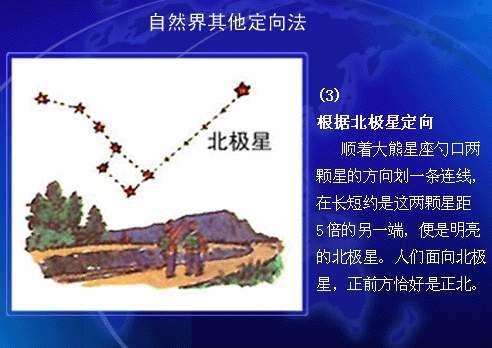 自然界其他定向法
北极星
(3)
根据北极星定向
顺着大熊星座勺口两
颗星的方向划一条连线，
在长短约是这两颗星距
5倍的另一端，便是明亮
的北极星。人们面向北极
星，正前方恰好是正北。